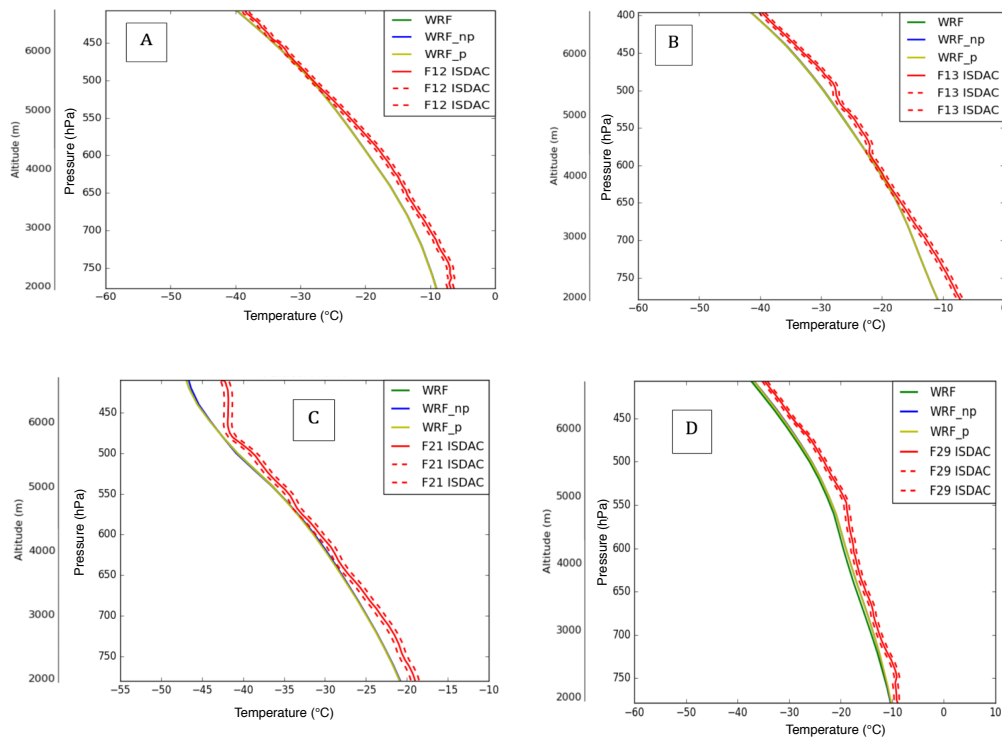 A
WRF
WRF_np
WRF_p
F12 ISDAC
F12 ISDAC
F12 ISDAC
450
500
550
600
650
700
750
6000
5000
4000
3000
2000
Altitude (m)
Pressure (hPa)
−60 −50 −40 −30 −20 −10 0
Temperature (°C)
B
WRF
WRF_np
WRF_p
F13 ISDAC
F13 ISDAC
F13 ISDAC
400
450
500
550
600
650
700
750
6000
5000
4000
3000
2000
Altitude (m)
Pressure (hPa)
−60 −50 −40 −30 −20 −10 0
Temperature (°C)
C
WRF
WRF_np
WRF_p
F21 ISDAC
F21 ISDAC
F21 ISDAC
450
500
550
600
650
700
750
6000
5000
4000
3000
2000
Altitude (m)
Pressure (hPa)
−55 −50 −45 −40 −35 −30 −25 −20 −15 −10
Temperature (°C)
D
WRF
WRF_np
WRF_p
F29 ISDAC
F29 ISDAC
F29 ISDAC
450
500
550
600
650
700
750
6000
5000
4000
3000
2000
Altitude (m)
Pressure (hPa)
−60 −50 −40 −30 −20 −10 0 10
Temperature (°C)